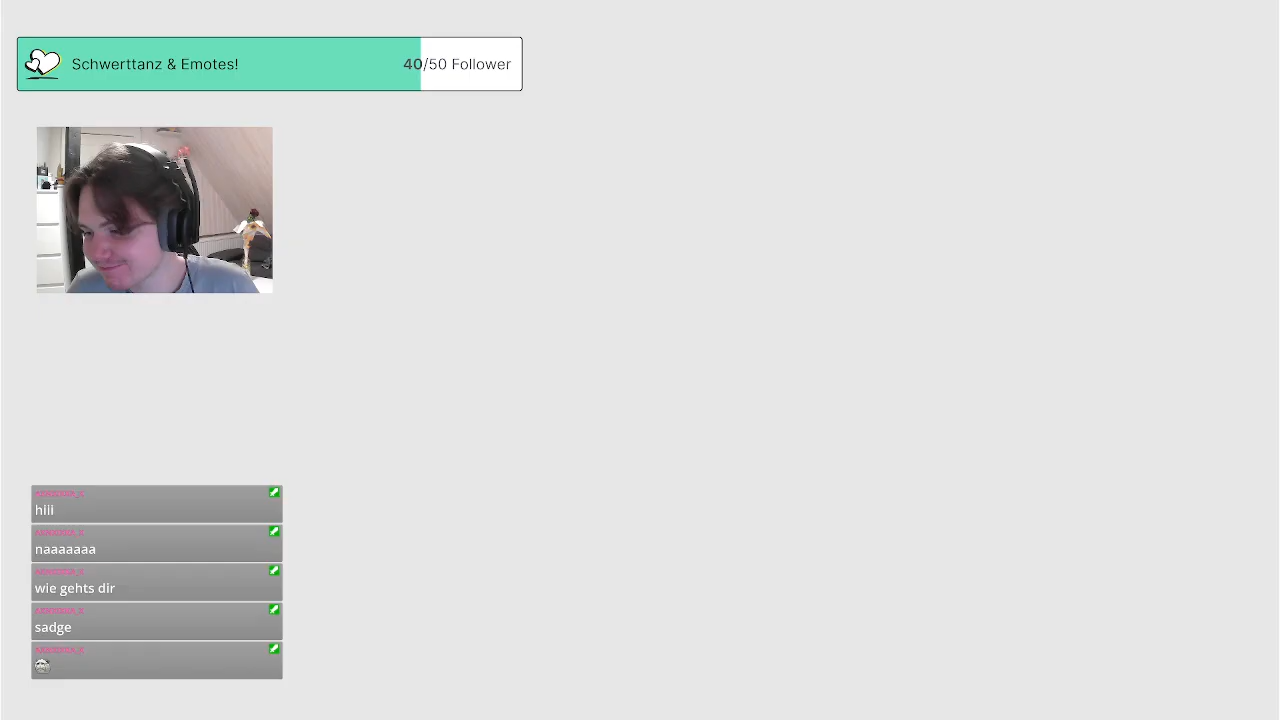 Schwerttanz & Emotes!
40/50 Follower
hiii
naaaaaaa
wie gehts dir
sadge